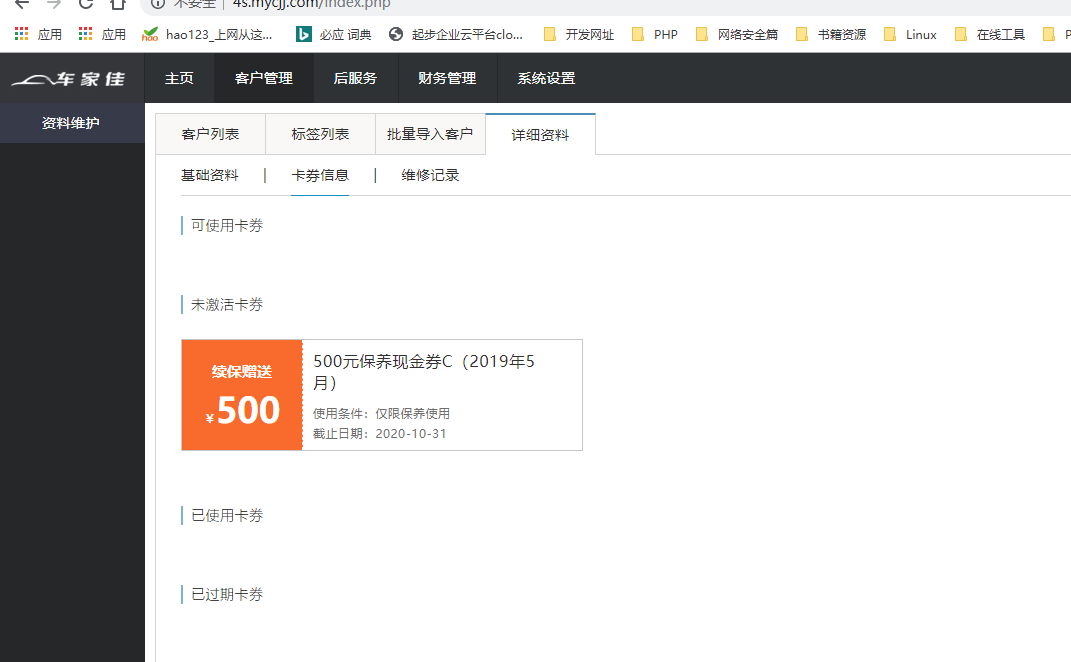 不安全 | 4s.mycjj.com/index.php
应用 应用 hao123_上网从这... 必应 词典 起步企业云平台clo... 开发网址 PHP 网络安全篇 书籍资源 Linux 在线工具 P
车家佳 主页 客户管理 后服务 财务管理 系统设置
资料维护
客户列表 标签列表 批量导入客户 详细资料
基础资料 | 卡券信息 | 维修记录
可使用卡券
未激活卡券
续保赠送
¥500
500元保养现金券C（2019年5
月）
使用条件：仅限保养使用
截止日期：2020-10-31
已使用卡券
已过期卡券